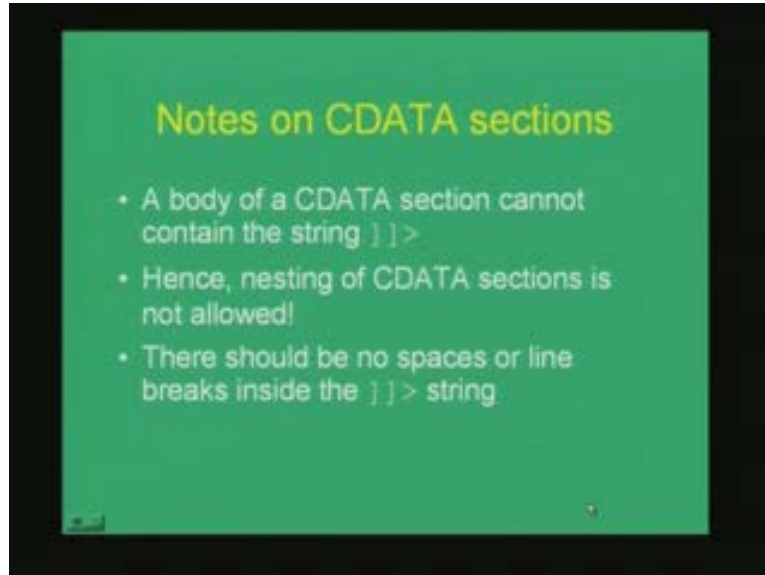 Notes on CDATA sections
• A body of a CDATA section cannot
contain the string ]]>
• Hence, nesting of CDATA sections is
not allowed!
• There should be no spaces or line
breaks inside the ]]> string